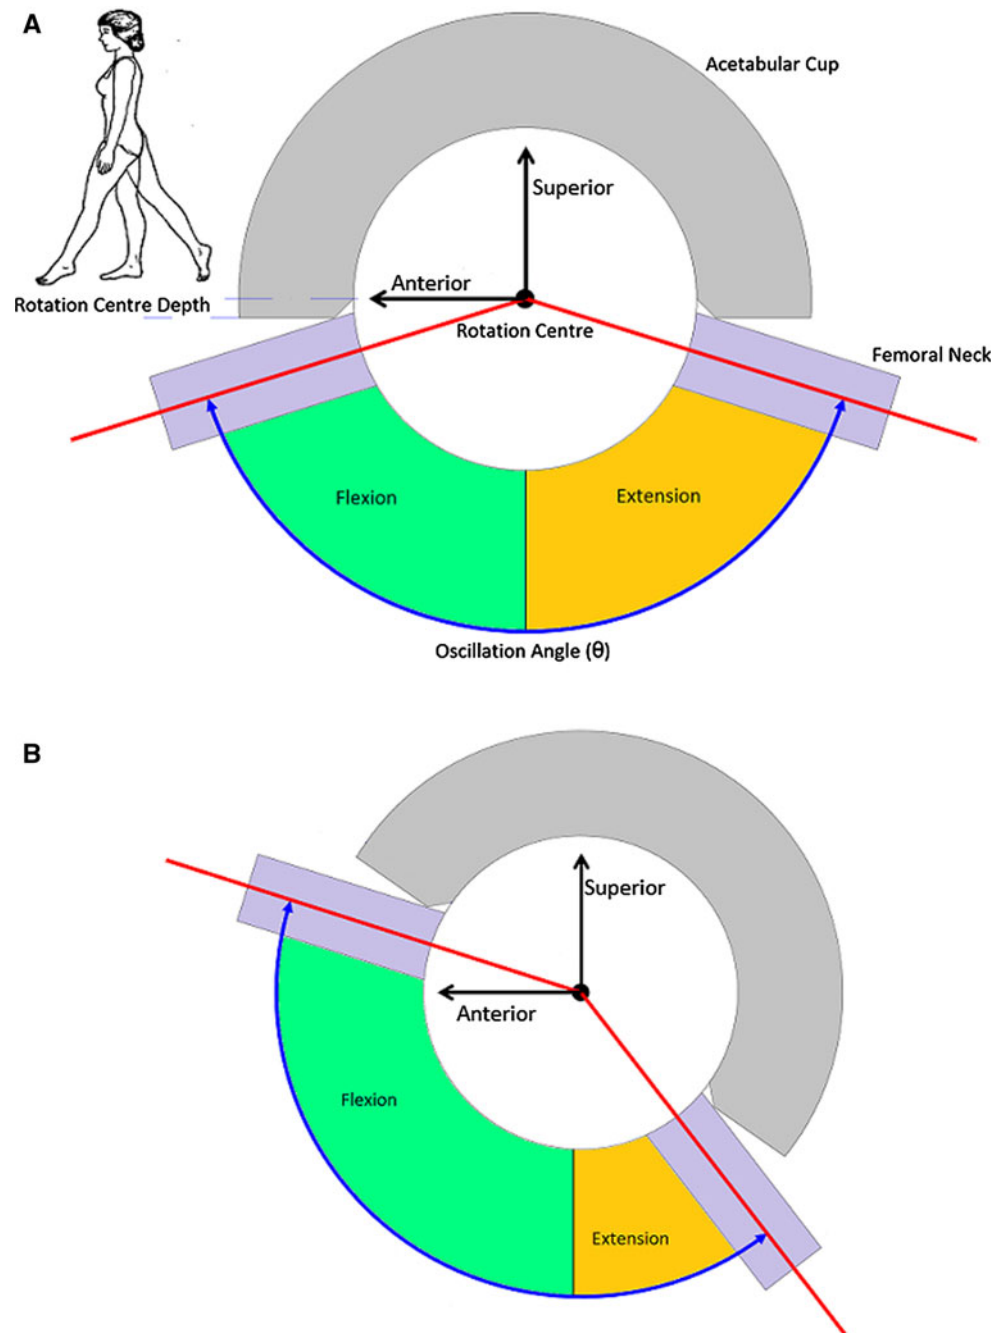 A
Acetabular Cup
Superior
Anterior
Rotation Centre Depth
Rotation Centre
Femoral Neck
Flexion
Extension
Oscillation Angle (θ)
B
Superior
Anterior
Flexion
Extension